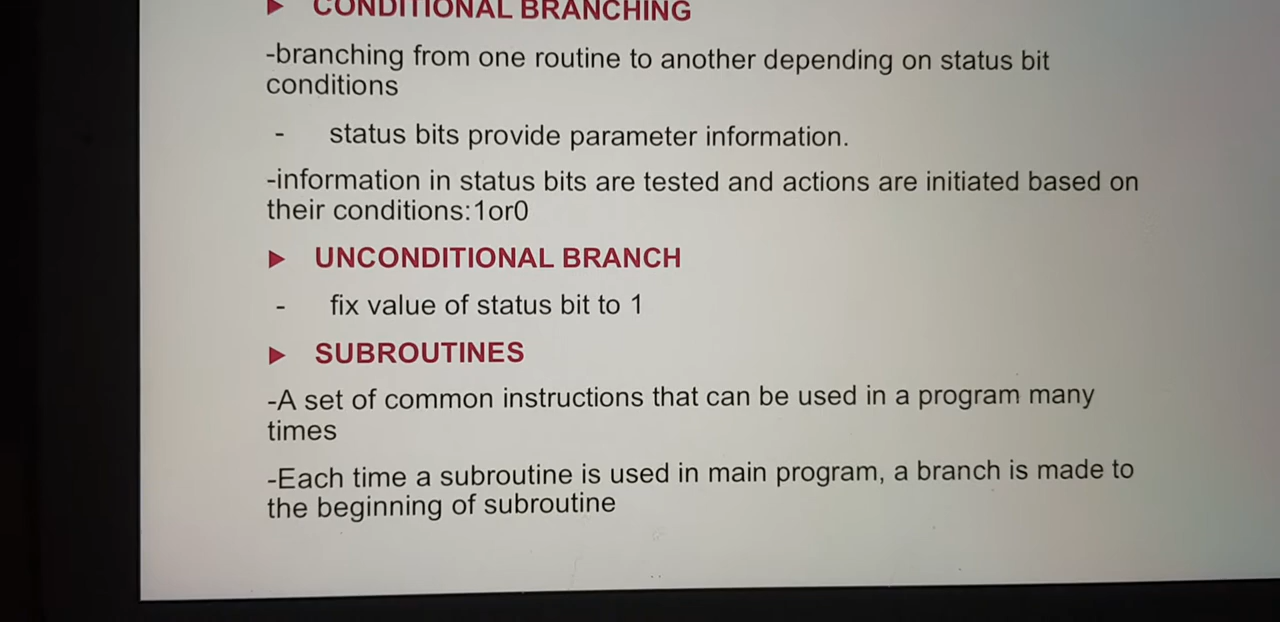 ► CONDITIONAL BRANCHING
-branching from one routine to another depending on status bit
conditions
- status bits provide parameter information.
-information in status bits are tested and actions are initiated based on
their conditions:1or0
► UNCONDITIONAL BRANCH
- fix value of status bit to 1
► SUBROUTINES
-A set of common instructions that can be used in a program many
times
-Each time a subroutine is used in main program, a branch is made to
the beginning of subroutine